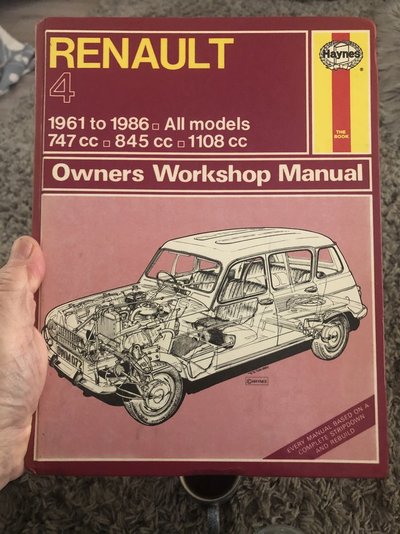 RENAULT
4
1961 to 1986 □ All models
747 cc □ 845 cc □ 1108 cc
Haynes
®
THE
BOOK
Owners Workshop Manual
©HAYNES
EVERY MANUAL BASED ON A
COMPLETE STRIPDOWN
AND REBUILD